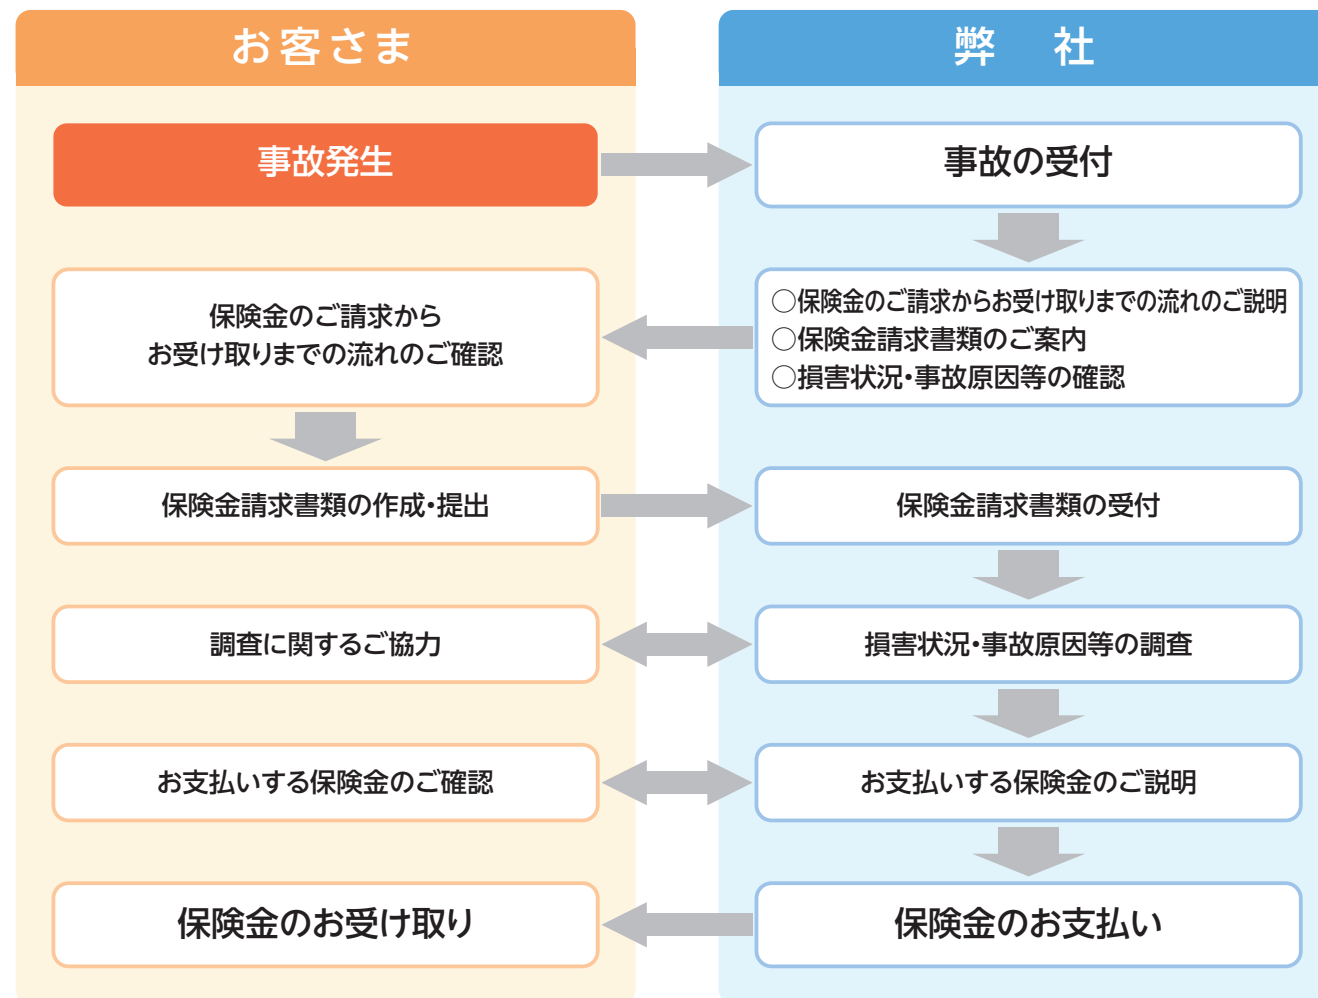 お客さま
弊 社
事故発生
事故の受付
保険金のご請求から
お受け取りまでの流れのご確認
○保険金のご請求からお受け取りまでの流れのご説明
○保険金請求書類のご案内
○損害状況・事故原因等の確認
保険金請求書類の作成・提出
保険金請求書類の受付
調査に関するご協力
損害状況・事故原因等の調査
お支払いする保険金のご確認
お支払いする保険金のご説明
保険金のお受け取り
保険金のお支払い